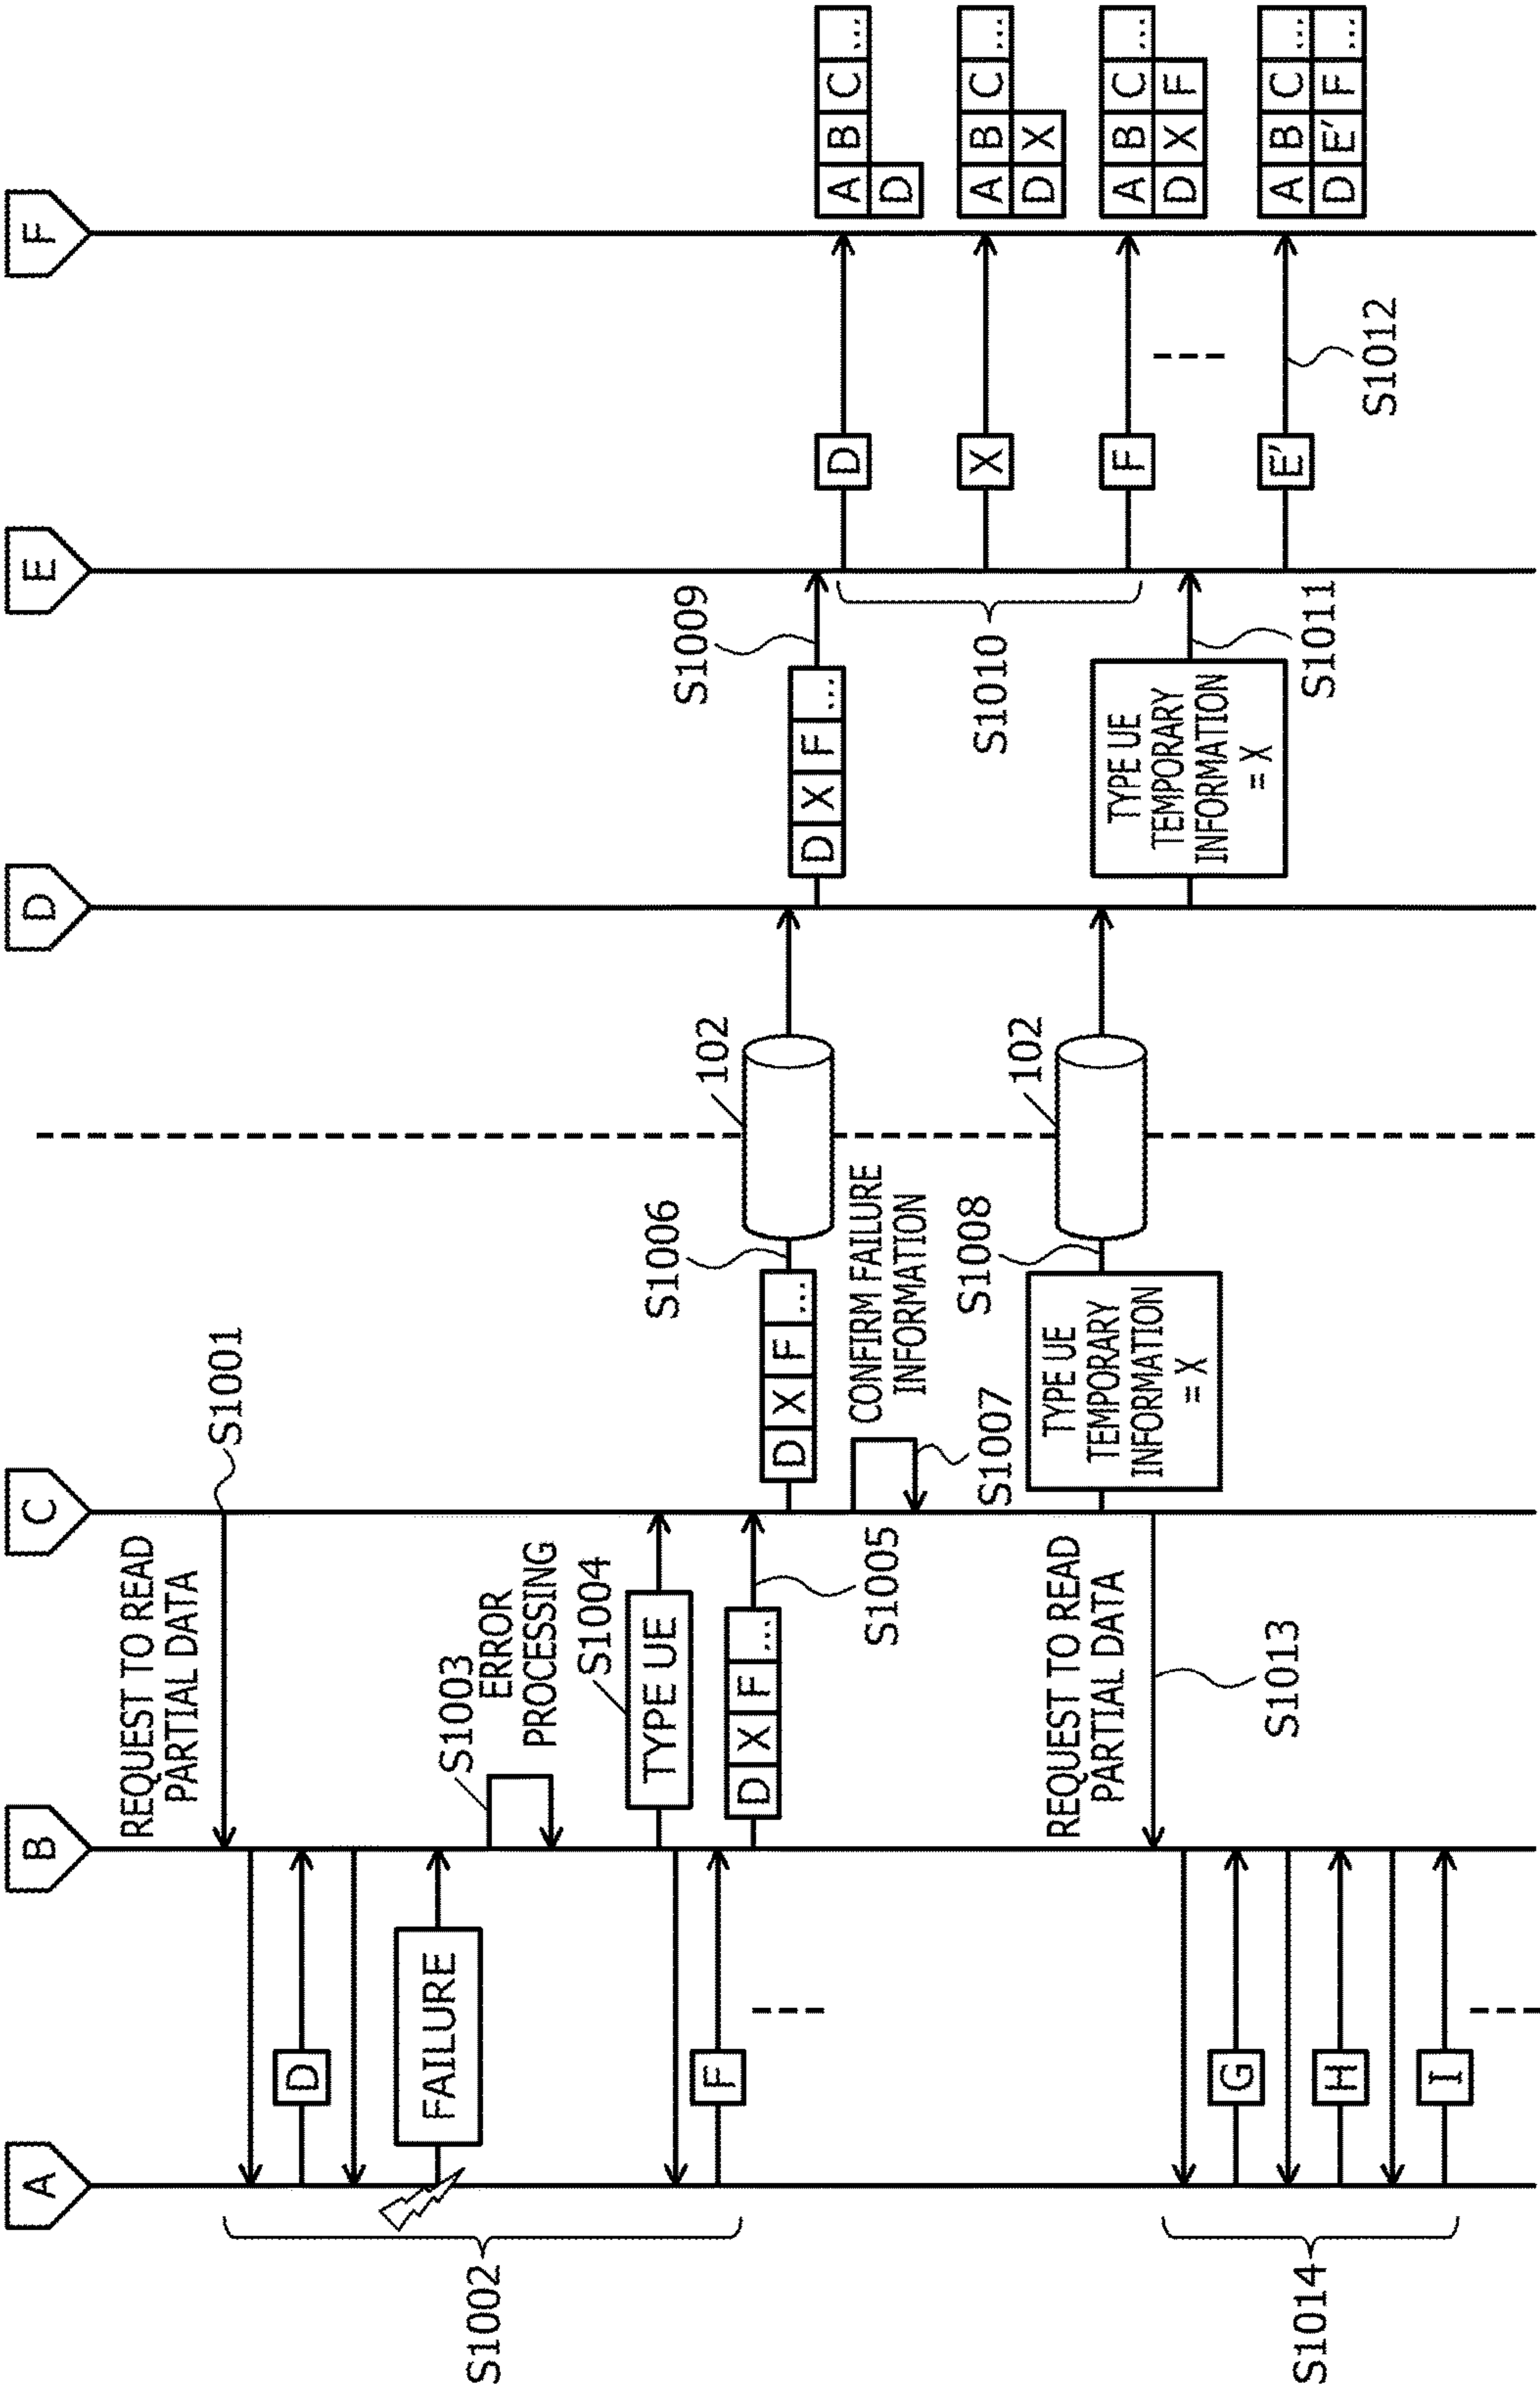 A
B
C
D
E
F
S1001
REQUEST TO READ
PARTIAL DATA
S1002
D
FAILURE
S1003
ERROR
PROCESSING
S1004
TYPE UE
F
D X F ...
S1005
D X F ...
S1006
102
CONFIRM FAILURE
INFORMATION
S1007
D X F ...
S1009
D
A B C ...
D
X
A B C ...
D X
F
A B C ...
D X F
S1010
TYPE UE
TEMPORARY
INFORMATION
= X
S1008
102
TYPE UE
TEMPORARY
INFORMATION
= X
S1011
E'
S1012
A B C ...
D E' F ...
REQUEST TO READ
PARTIAL DATA
S1013
G
H
I
S1014